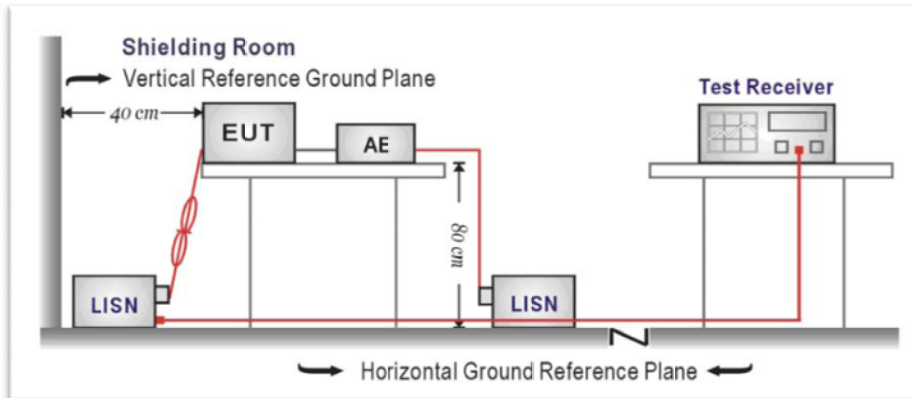 Shielding Room
Vertical Reference Ground Plane
Test Receiver
40 cm
EUT
AE
80 cm
LISN
LISN
Horizontal Ground Reference Plane